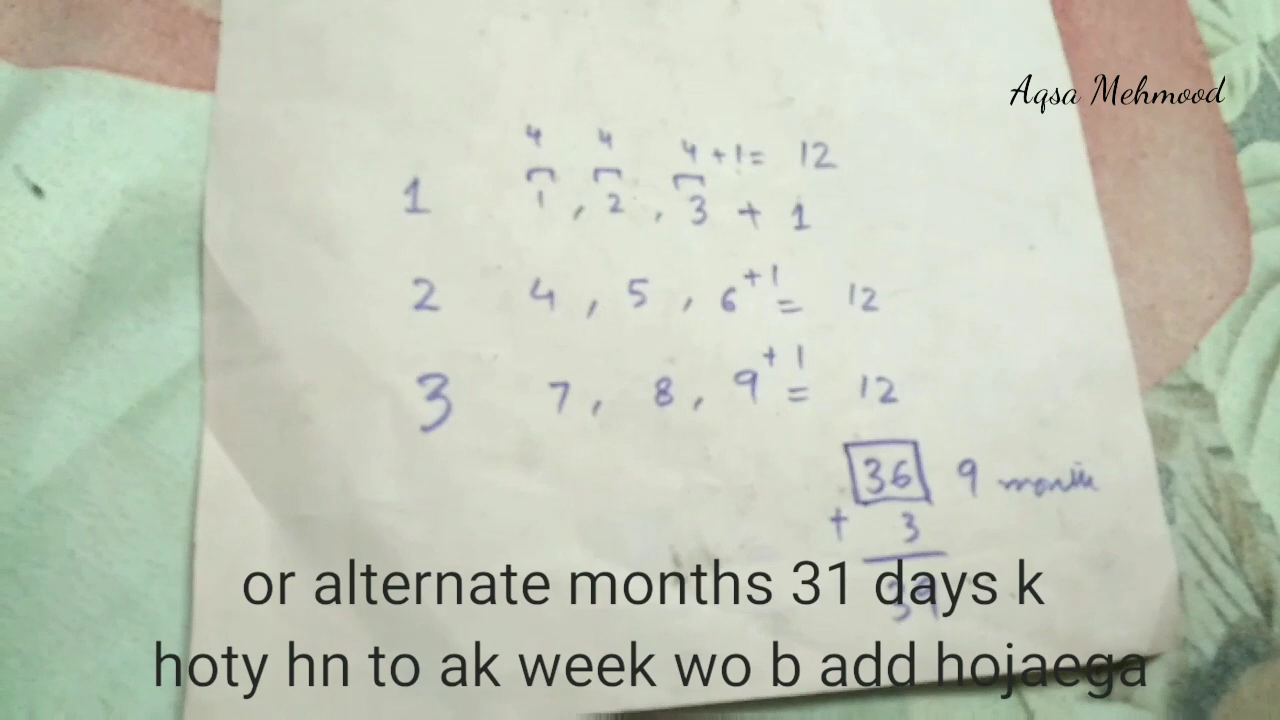 Aqsa Mehmood
4 4 4 + 1 = 12
1 1 , 2 , 3 + 1
2 4 , 5 , 6 +1 = 12
3 7 , 8 , 9 +1 = 12
36 9 month
+ 3
39
or alternate months 31 days k
hoty hn to ak week wo b add hojaega